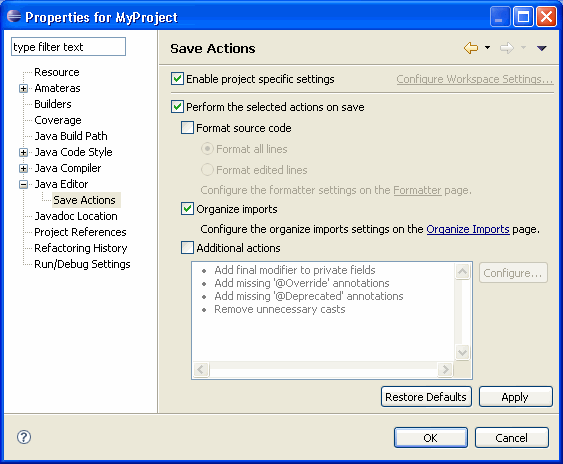 Properties for MyProject
type filter text
Resource
Amateras
Builders
Coverage
Java Build Path
Java Code Style
Java Compiler
Java Editor
Save Actions
Javadoc Location
Project References
Refactoring History
Run/Debug Settings
Save Actions
Enable project specific settings
Configure Workspace Settings...
Perform the selected actions on save
Format source code
Format all lines
Format edited lines
Configure the formatter settings on the Formatter page.
Organize imports
Configure the organize imports settings on the Organize Imports page.
Additional actions
Add final modifier to private fields
Add missing '@Override' annotations
Add missing '@Deprecated' annotations
Remove unnecessary casts
Configure...
Restore Defaults
Apply
?
OK
Cancel